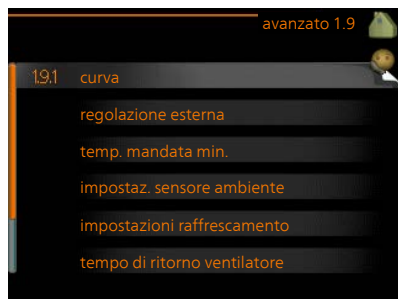 avanzato 1.9
1.9.1 curva
regolazione esterna
temp. mandata min.
impostaz. sensore ambiente
impostazioni raffrescamento
tempo di ritorno ventilatore